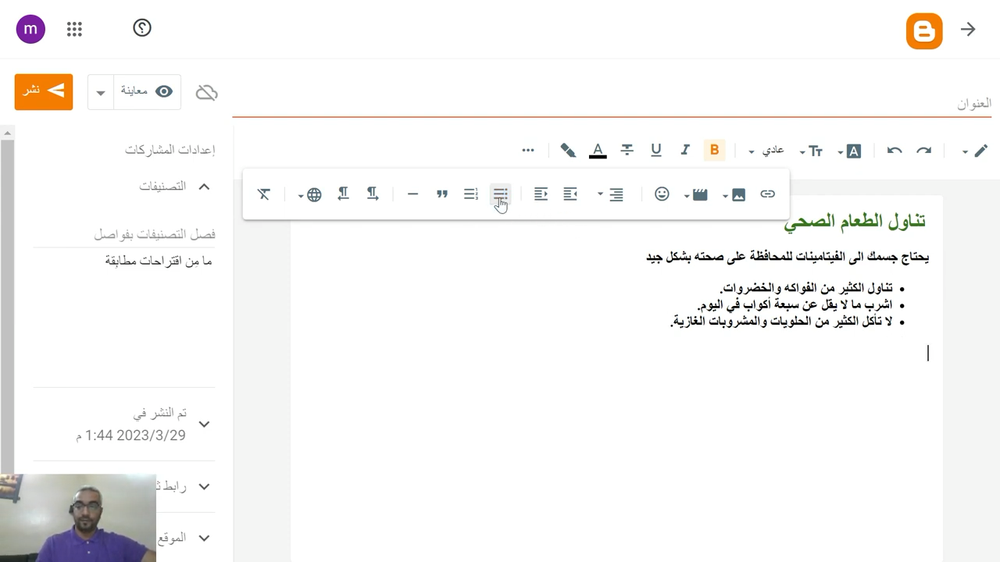 m
العنوان
نشر
معاينة
عادي
B
A
إعدادات المشاركات
التصنيفات
فصل التصنيفات بفواصل
ما من اقتراحات مطابقة
تم النشر في
2023/3/29 1:44 م
رابط
الموقع
تناول الطعام الصحي
يحتاج جسمك الى الفيتامينات للمحافظة على صحته بشكل جيد
تناول الكثير من الفواكه والخضروات.
اشرب ما لا يقل عن سبعة أكواب في اليوم.
لا تأكل الكثير من الحلويات والمشروبات الغازية.